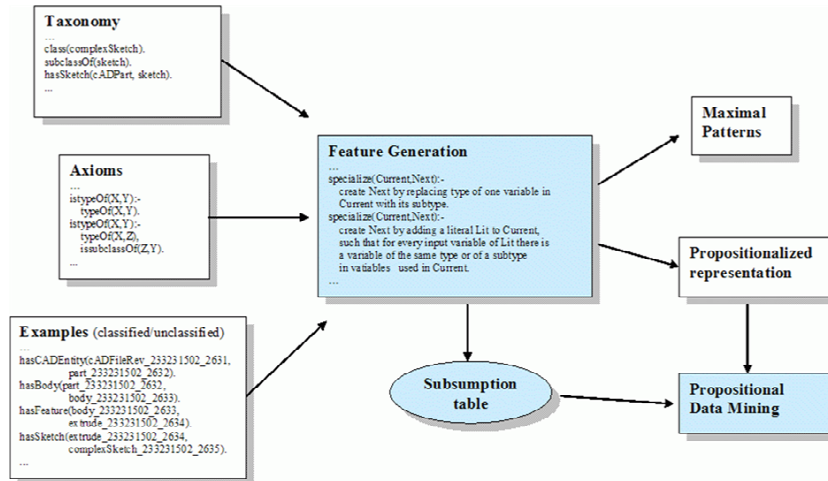 Taxonomy
...
class(complexSketch).
subclassOf(sketch).
hasSketch(cADPart, sketch).
...
Axioms
...
istypeOf(X,Y):-
typeOf(X,Y).
istypeOf(X,Y):-
typeOf(X,Z),
issubclassOf(Z,Y).
...
Examples (classified/unclassified)
...
hasCADEntity(cADFileRev_233231502_2631,
part_233231502_2632).
hasBody(part_233231502_2632,
body_233231502_2633).
hasFeature(body_233231502_2633,
extrude_233231502_2634).
hasSketch(extrude_233231502_2634,
complexSketch_233231502_2635).
...
Feature Generation
...
specialize(Current,Next):-
create Next by replacing type of one variable in
Current with its subtype.
specialize(Current,Next):-
create Next by adding a literal Lit to Current,
such that for every input variable of Lit there is
a variable of the same type or of a subtype
in vatiables used in Current.
...
Subsumption
table
Maximal
Patterns
Propositionalized
representation
Propositional
Data Mining